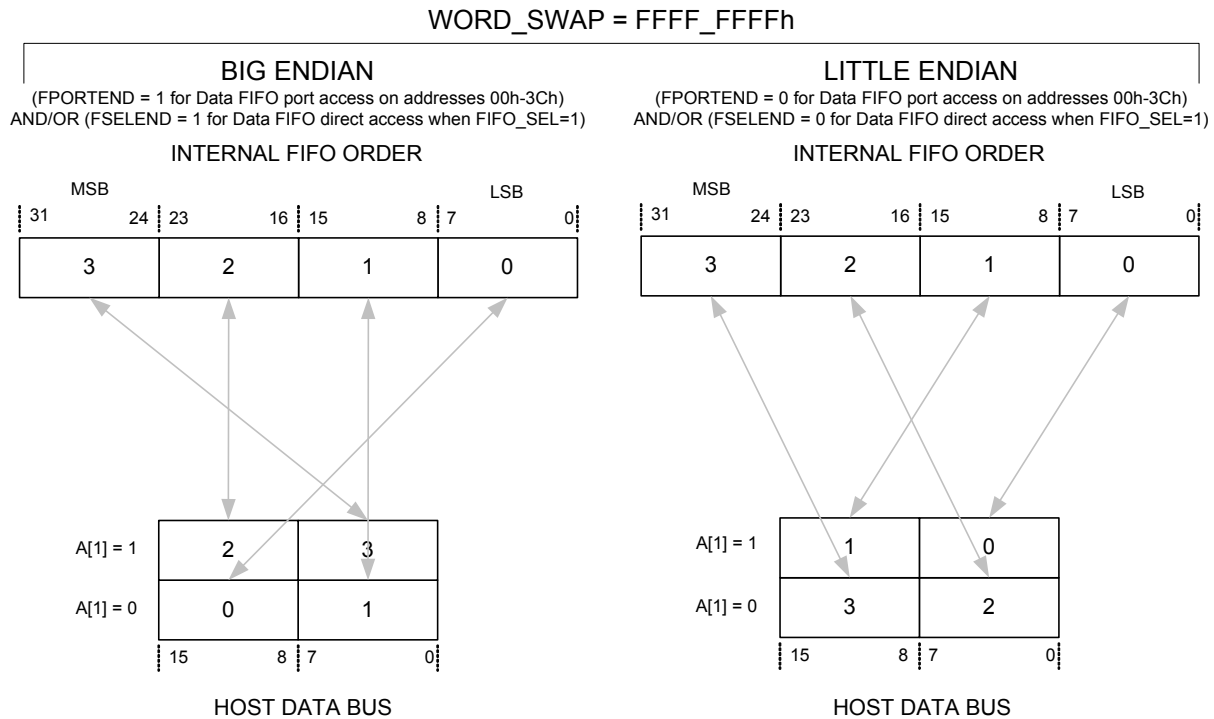 WORD_SWAP = FFFF_FFFFh
BIG ENDIAN
(FPORTEND = 1 for Data FIFO port access on addresses 00h-3Ch)
AND/OR (FSELEND = 1 for Data FIFO direct access when FIFO_SEL=1)
INTERNAL FIFO ORDER
MSB LSB
31 24 23 16 15 8 7 0
3 2 1 0
A[1] = 1 2 3
A[1] = 0 0 1
15 8 7 0
HOST DATA BUS
LITTLE ENDIAN
(FPORTEND = 0 for Data FIFO port access on addresses 00h-3Ch)
AND/OR (FSELEND = 0 for Data FIFO direct access when FIFO_SEL=1)
INTERNAL FIFO ORDER
MSB LSB
31 24 23 16 15 8 7 0
3 2 1 0
A[1] = 1 1 0
A[1] = 0 3 2
15 8 7 0
HOST DATA BUS